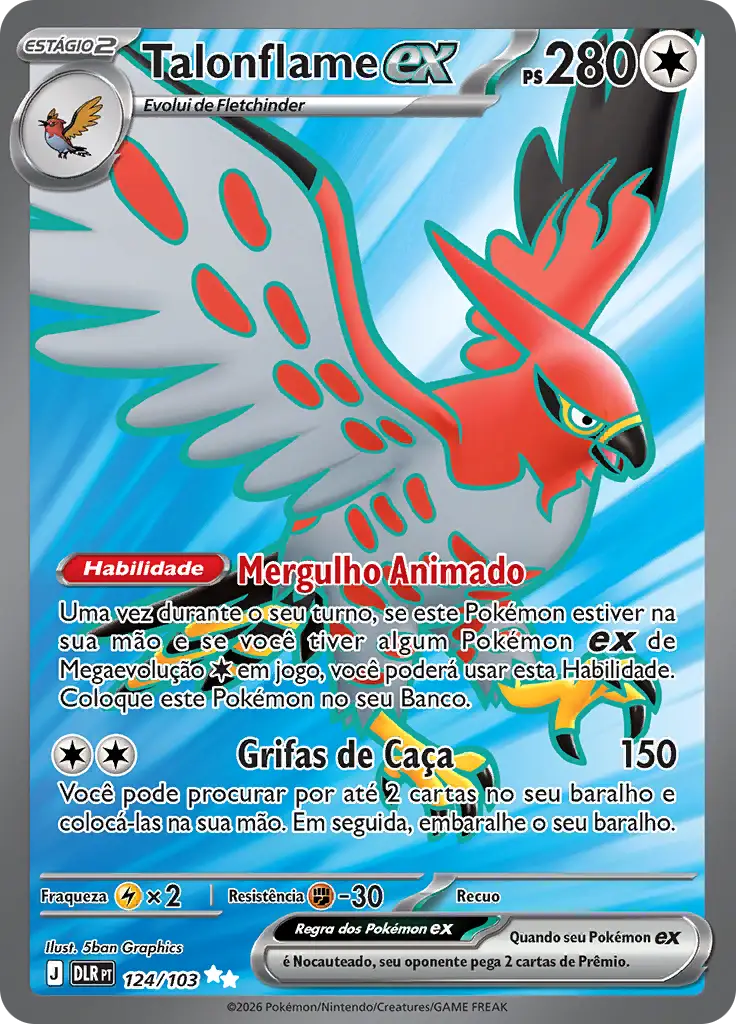 ESTÁGIO 2
Talonflame ex
PS 280
Evolui de Fletchinder
Habilidade Mergulho Animado
Uma vez durante o seu turno, se este Pokémon estiver na
sua mão e se você tiver algum Pokémon ex de
Megaevolução em jogo, você poderá usar esta Habilidade.
Coloque este Pokémon no seu Banco.
Grifas de Caça 150
Você pode procurar por até 2 cartas no seu baralho e
colocá-las na sua mão. Em seguida, embaralhe o seu baralho.
Fraqueza ×2 Resistência -30 Recuo
Ilust. 5ban Graphics
Regra dos Pokémon ex Quando seu Pokémon ex
é Nocauteado, seu oponente pega 2 cartas de Prêmio.
J DLR PT 124/103
©2026 Pokémon/Nintendo/Creatures/GAME FREAK